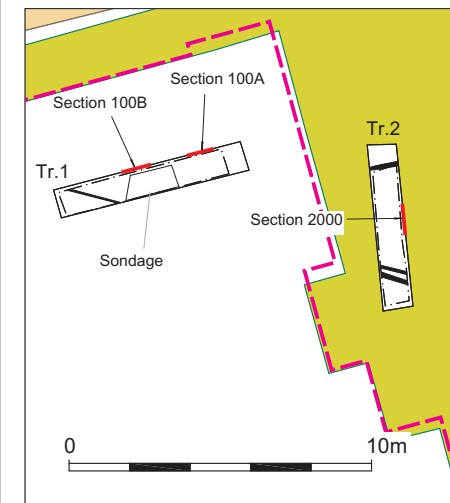 Section 100A
Section 100B
Tr.2
Tr.1
Section 2000
Sondage
0 10m